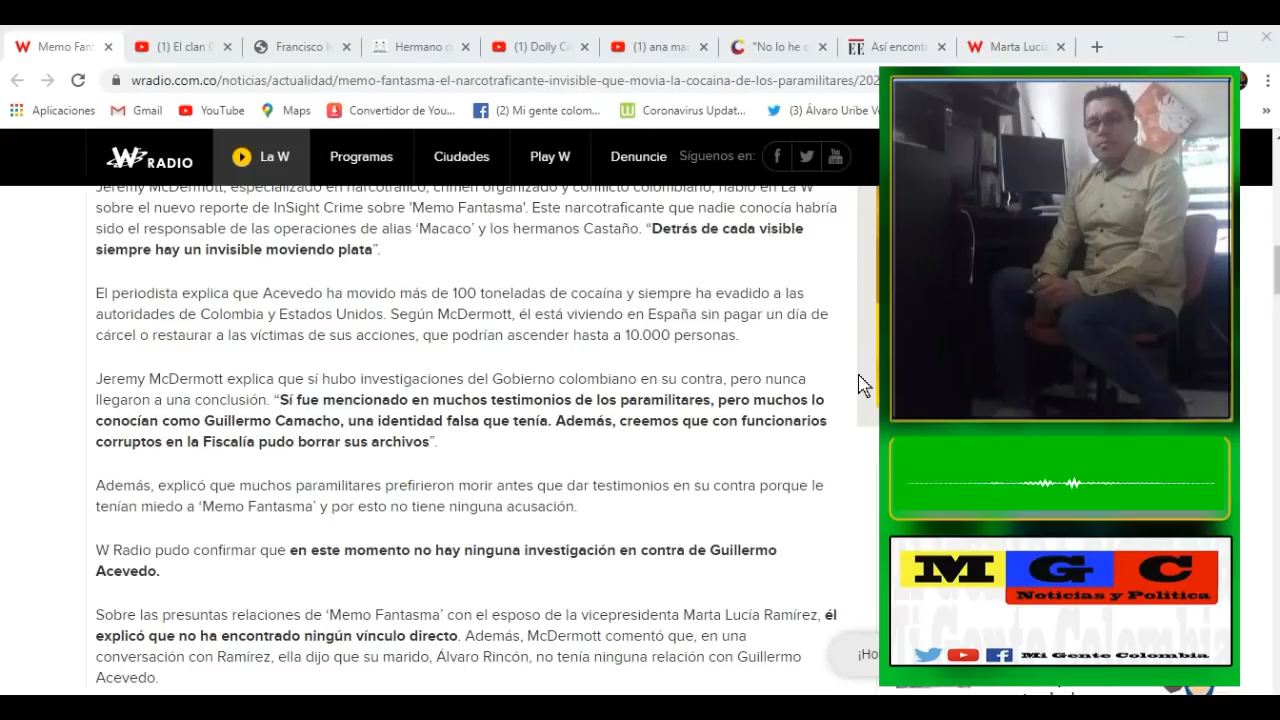 Memo Fan
(1) El clan
Francisco
Hermano d
(1) Dolly C
(1) ana ma
"No lo he c
Así encont
Marta Lucí
wradio.com.co/noticias/actualidad/memo-fantasma-el-narcotraficante-invisible-que-movia-la-cocaina-de-los-paramilitares/202
Aplicaciones
Gmail
YouTube
Maps
Convertidor de You...
(2) Mi gente colom...
Coronavirus Updat...
(3) Álvaro Uribe Ve
W RADIO
La W
Programas
Ciudades
Play W
Denuncie
Síguenos en:
Jeremy McDermott, especializado en narcotráfico, crimen organizado y conflicto colombiano, habló en La W
sobre el nuevo reporte de InSight Crime sobre 'Memo Fantasma'. Este narcotraficante que nadie conocía habría
sido el responsable de las operaciones de alias ‘Macaco’ y los hermanos Castaño. “Detrás de cada visible
siempre hay un invisible moviendo plata”.
El periodista explica que Acevedo ha movido más de 100 toneladas de cocaína y siempre ha evadido a las
autoridades de Colombia y Estados Unidos. Según McDermott, él está viviendo en España sin pagar un día de
cárcel o restaurar a las víctimas de sus acciones, que podrían ascender hasta a 10.000 personas.
Jeremy McDermott explica que sí hubo investigaciones del Gobierno colombiano en su contra, pero nunca
llegaron a una conclusión. “Sí fue mencionado en muchos testimonios de los paramilitares, pero muchos lo
conocían como Guillermo Camacho, una identidad falsa que tenía. Además, creemos que con funcionarios
corruptos en la Fiscalía pudo borrar sus archivos”.
Además, explicó que muchos paramilitares prefirieron morir antes que dar testimonios en su contra porque le
tenían miedo a ‘Memo Fantasma’ y por esto no tiene ninguna acusación.
W Radio pudo confirmar que en este momento no hay ninguna investigación en contra de Guillermo
Acevedo.
Sobre las presuntas relaciones de ‘Memo Fantasma’ con el esposo de la vicepresidenta Marta Lucía Ramírez, él
explicó que no ha encontrado ningún vínculo directo. Además, McDermott comentó que, en una
conversación con Ramírez, ella dijo que su marido, Álvaro Rincón, no tenía ninguna relación con Guillermo
Acevedo.
¡Ho
M G C
Noticias y Política
Mi Gente Colombia